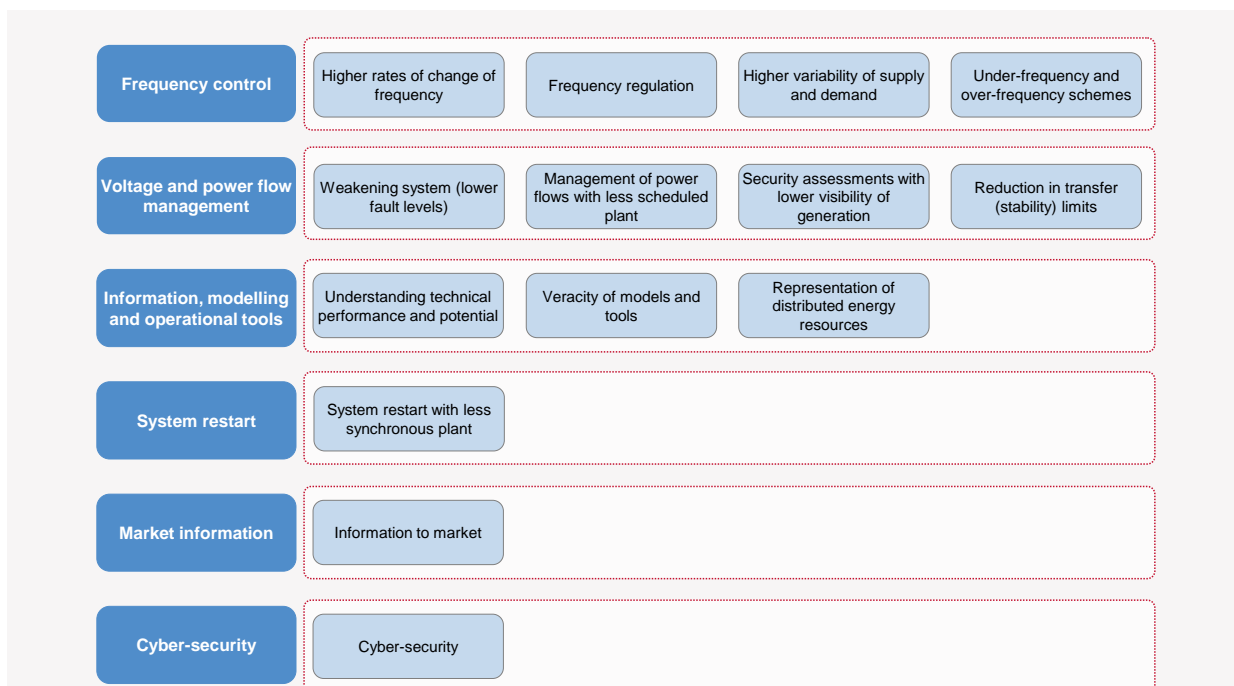 Frequency control
Higher rates of change of
frequency
Frequency regulation
Higher variability of supply
and demand
Under-frequency and
over-frequency schemes
Voltage and power flow
management
Weakening system (lower
fault levels)
Management of power
flows with less scheduled
plant
Security assessments with
lower visibility of
generation
Reduction in transfer
(stability) limits
Information, modelling
and operational tools
Understanding technical
performance and potential
Veracity of models and
tools
Representation of
distributed energy
resources
System restart
System restart with less
synchronous plant
Market information
Information to market
Cyber-security
Cyber-security